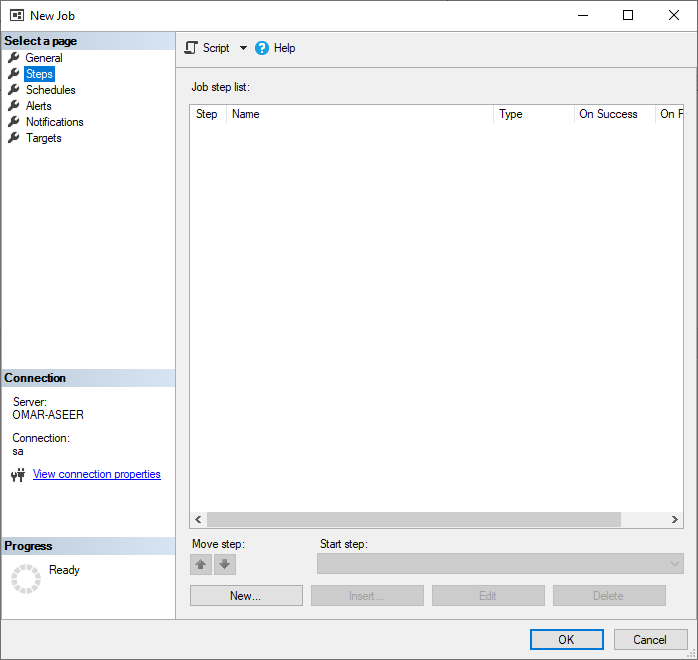 New Job
Select a page
General
Steps
Schedules
Alerts
Notifications
Targets
Connection
Server:
OMAR-ASEER
Connection:
sa
View connection properties
Progress
Ready
Script Help
Job step list:
Step Name Type On Success On F
Move step: Start step:
New... Insert... Edit Delete
OK Cancel